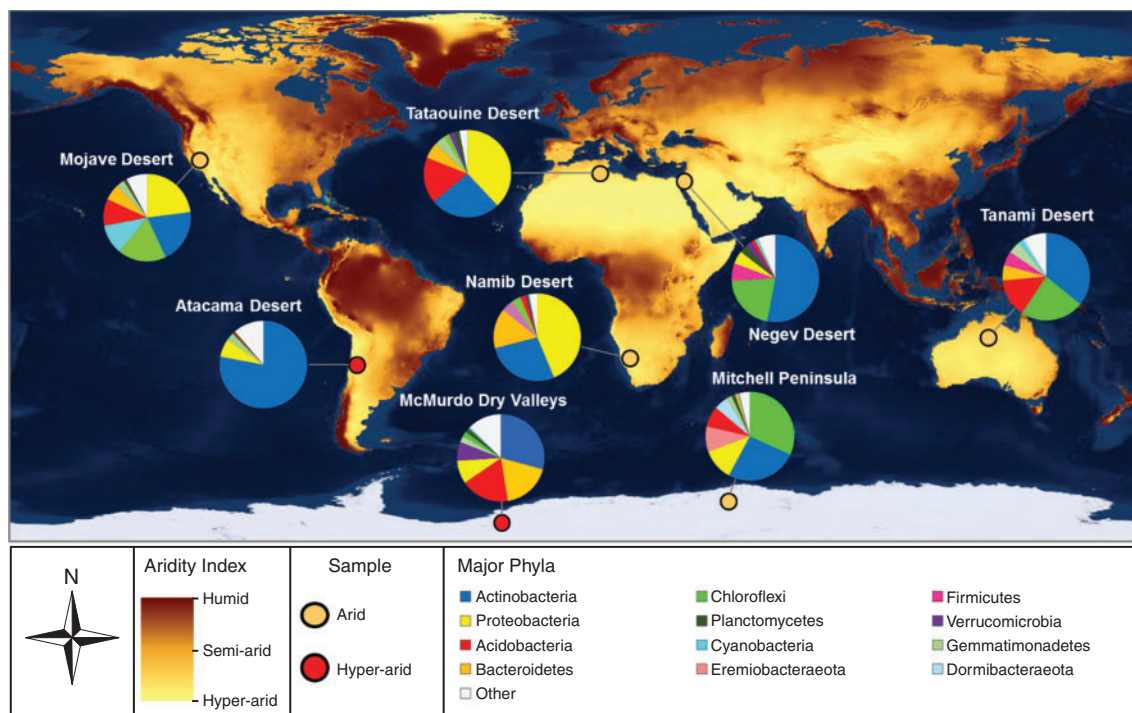 Tataouine Desert
Mojave Desert
Tanami Desert
Namib Desert
Atacama Desert
Negev Desert
Mitchell Peninsula
McMurdo Dry Valleys
N
Aridity Index
Humid
Semi-arid
Hyper-arid
Sample
Arid
Hyper-arid
Major Phyla
Actinobacteria
Proteobacteria
Acidobacteria
Bacteroidetes
Other
Chloroflexi
Planctomycetes
Cyanobacteria
Eremiobacteraeota
Firmicutes
Verrucomicrobia
Gemmatimonadetes
Dormibacteraeota